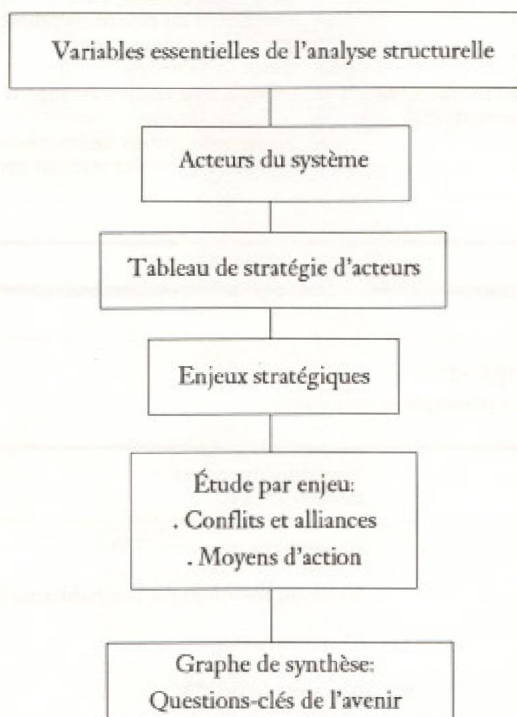 Variables essentielles de l'analyse structurelle
Acteurs du système
Tableau de stratégie d'acteurs
Enjeux stratégiques
Étude par enjeu:
. Conflits et alliances
. Moyens d'action
Graphe de synthèse:
Questions-clés de l'avenir